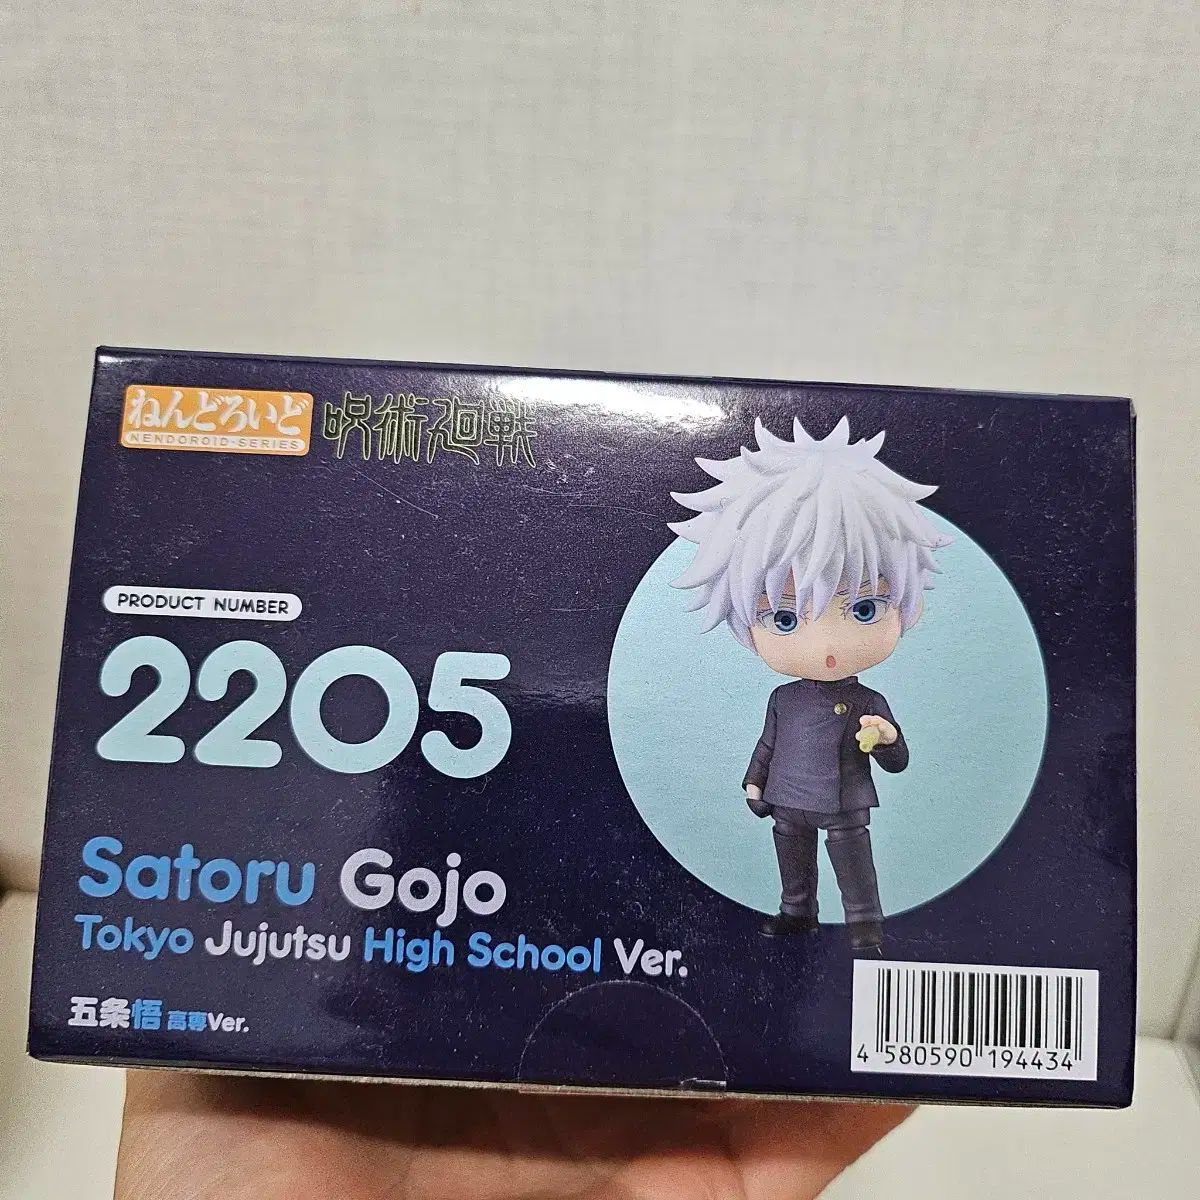 ねんどろいど
NENDOROID-SERIES
呪術廻戦
PRODUCT NUMBER
2205
Satoru Gojo
Tokyo Jujutsu High School Ver.
五条悟 高専Ver.
4 580590 194434